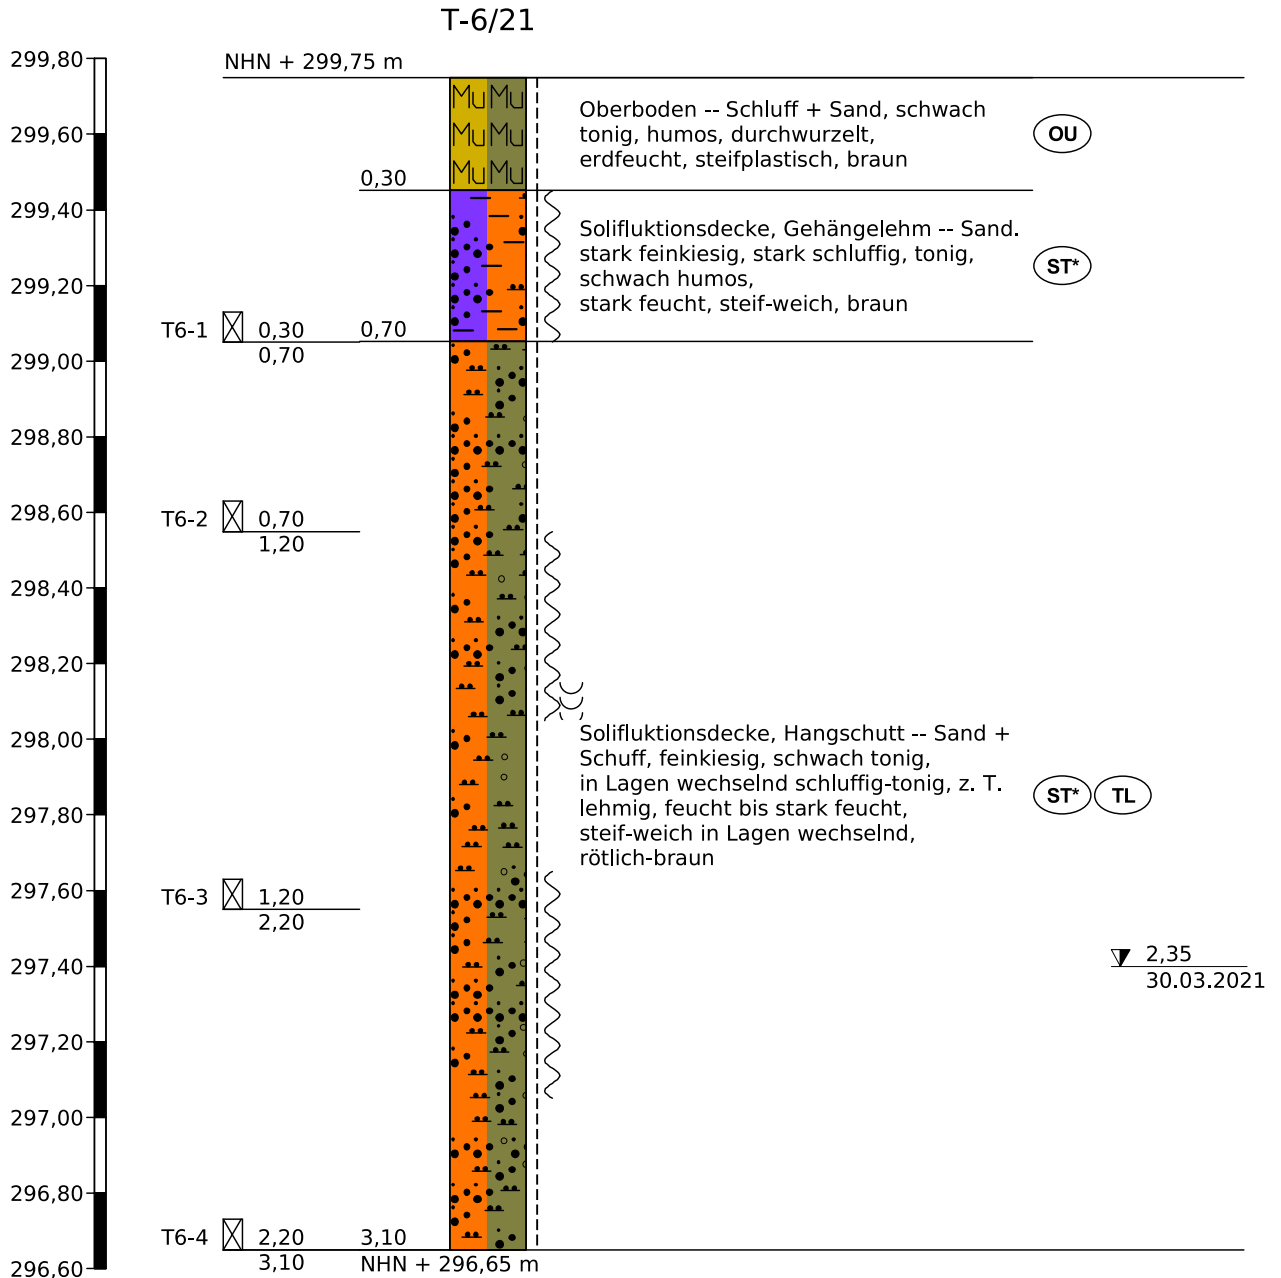 T-6/21
299,80
NHN + 299,75 m
Mu Mu
Oberboden -- Schluff + Sand, schwach
tonig, humos, durchwurzelt,
erdfeucht, steifplastisch, braun
OU
299,60
Mu Mu
Mu Mu
0,30
299,40
Solifluktionsdecke, Gehängelehm -- Sand.
stark feinkiesig, stark schluffig, tonig,
schwach humos,
stark feucht, steif-weich, braun
ST*
299,20
T6-1 0,30 0,70
0,70
299,00
298,80
298,60
T6-2 0,70
1,20
298,40
298,20
298,00
Solifluktionsdecke, Hangschutt -- Sand +
Schuff, feinkiesig, schwach tonig,
in Lagen wechselnd schluffig-tonig, z. T.
lehmig, feucht bis stark feucht,
steif-weich in Lagen wechselnd,
rötlich-braun
ST* TL
297,80
297,60
T6-3 1,20
2,20
297,40
2,35
30.03.2021
297,20
297,00
296,80
T6-4 2,20 3,10
3,10 NHN + 296,65 m
296,60